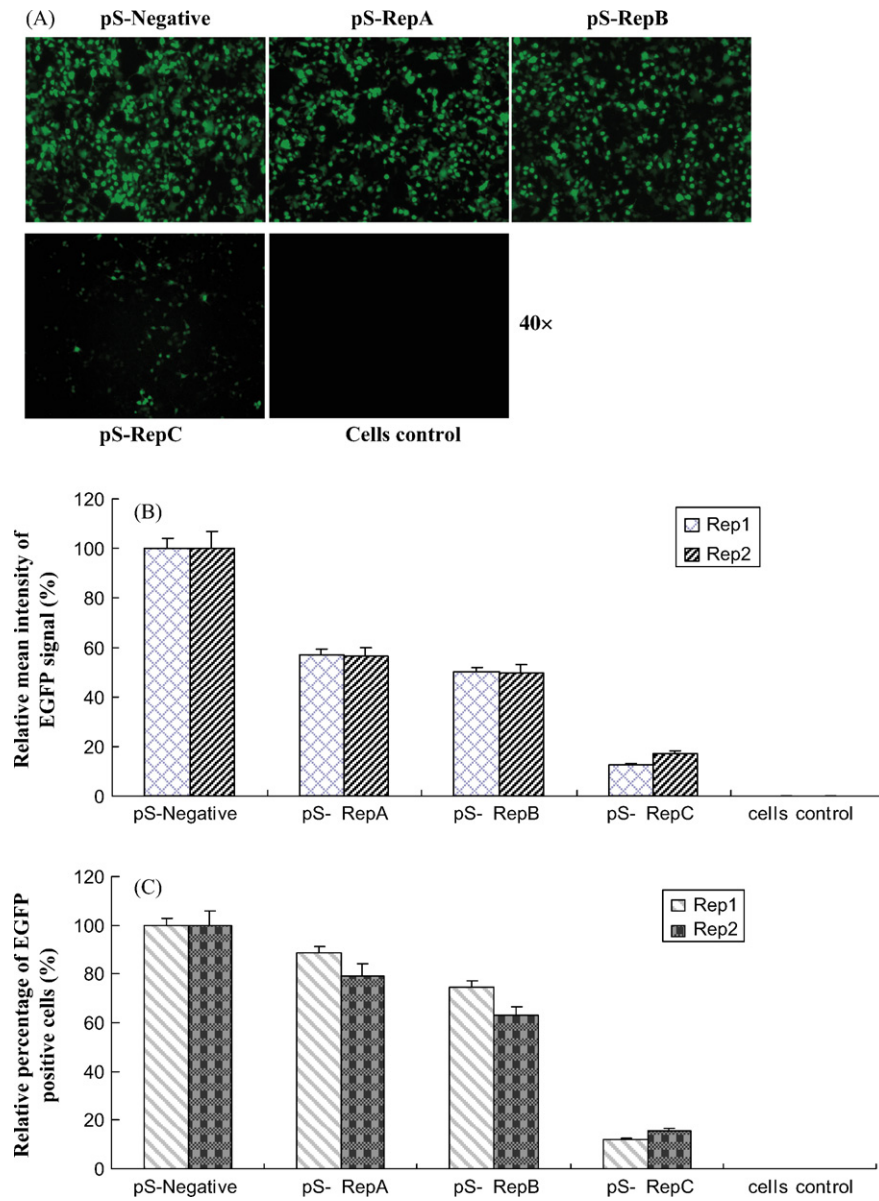 (A)
pS-Negative pS-RepA pS-RepB
40×
pS-RepC Cells control
(B)
Relative mean intensity of
EGFP signal (%)
120
100
80
60
40
20
0
Rep1
Rep2
pS-Negative pS- RepA pS- RepB pS- RepC cells control
(C)
Relative percentage of EGFP
positive cells (%)
120
100
80
60
40
20
0
Rep1
Rep2
pS-Negative pS- RepA pS- RepB pS- RepC cells control